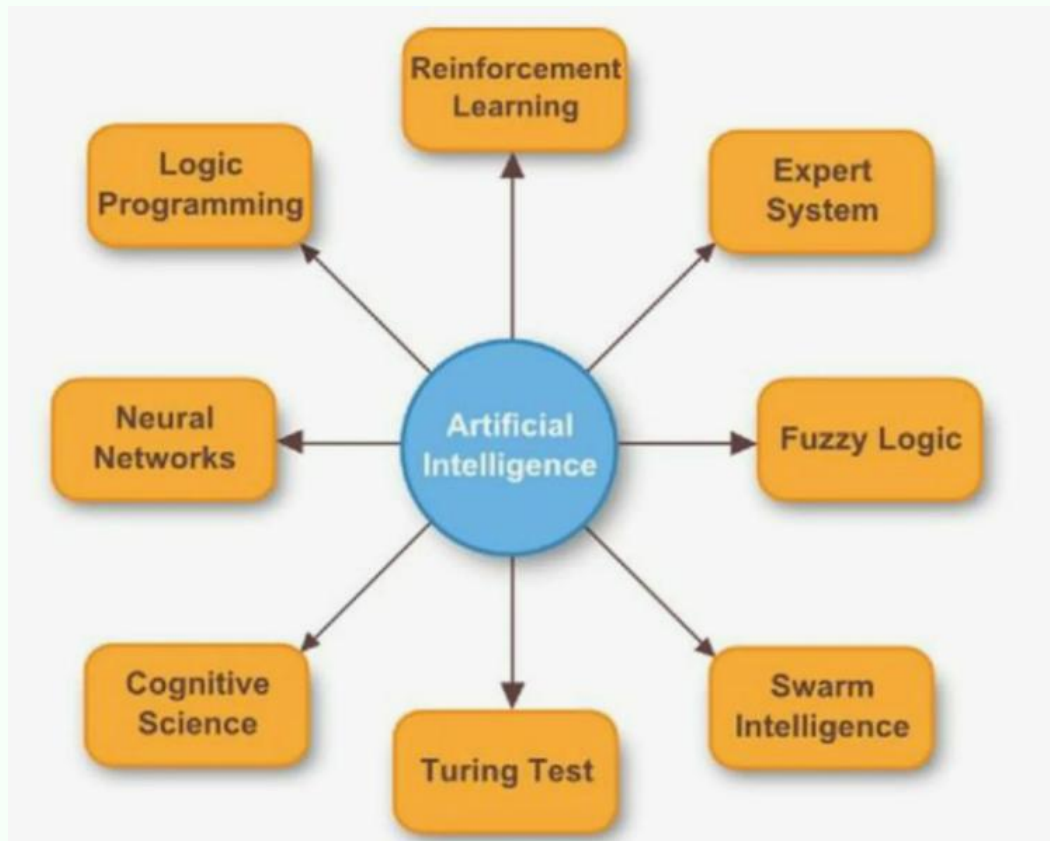 Reinforcement
Learning
Logic
Programming
Expert
System
Neural
Networks
Artificial
Intelligence
Fuzzy Logic
Cognitive
Science
Swarm
Intelligence
Turing Test